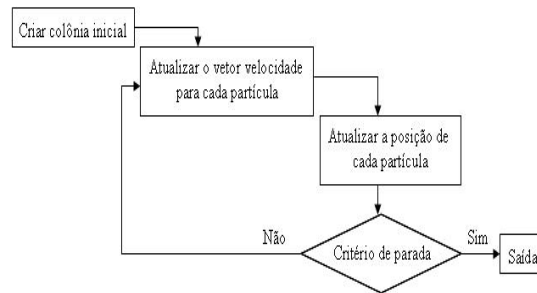 Criar colônia inicial
Atualizar o vetor velocidade
para cada partícula
Atualizar a posição de
cada partícula
Não
Critério de parada
Sim
Saída